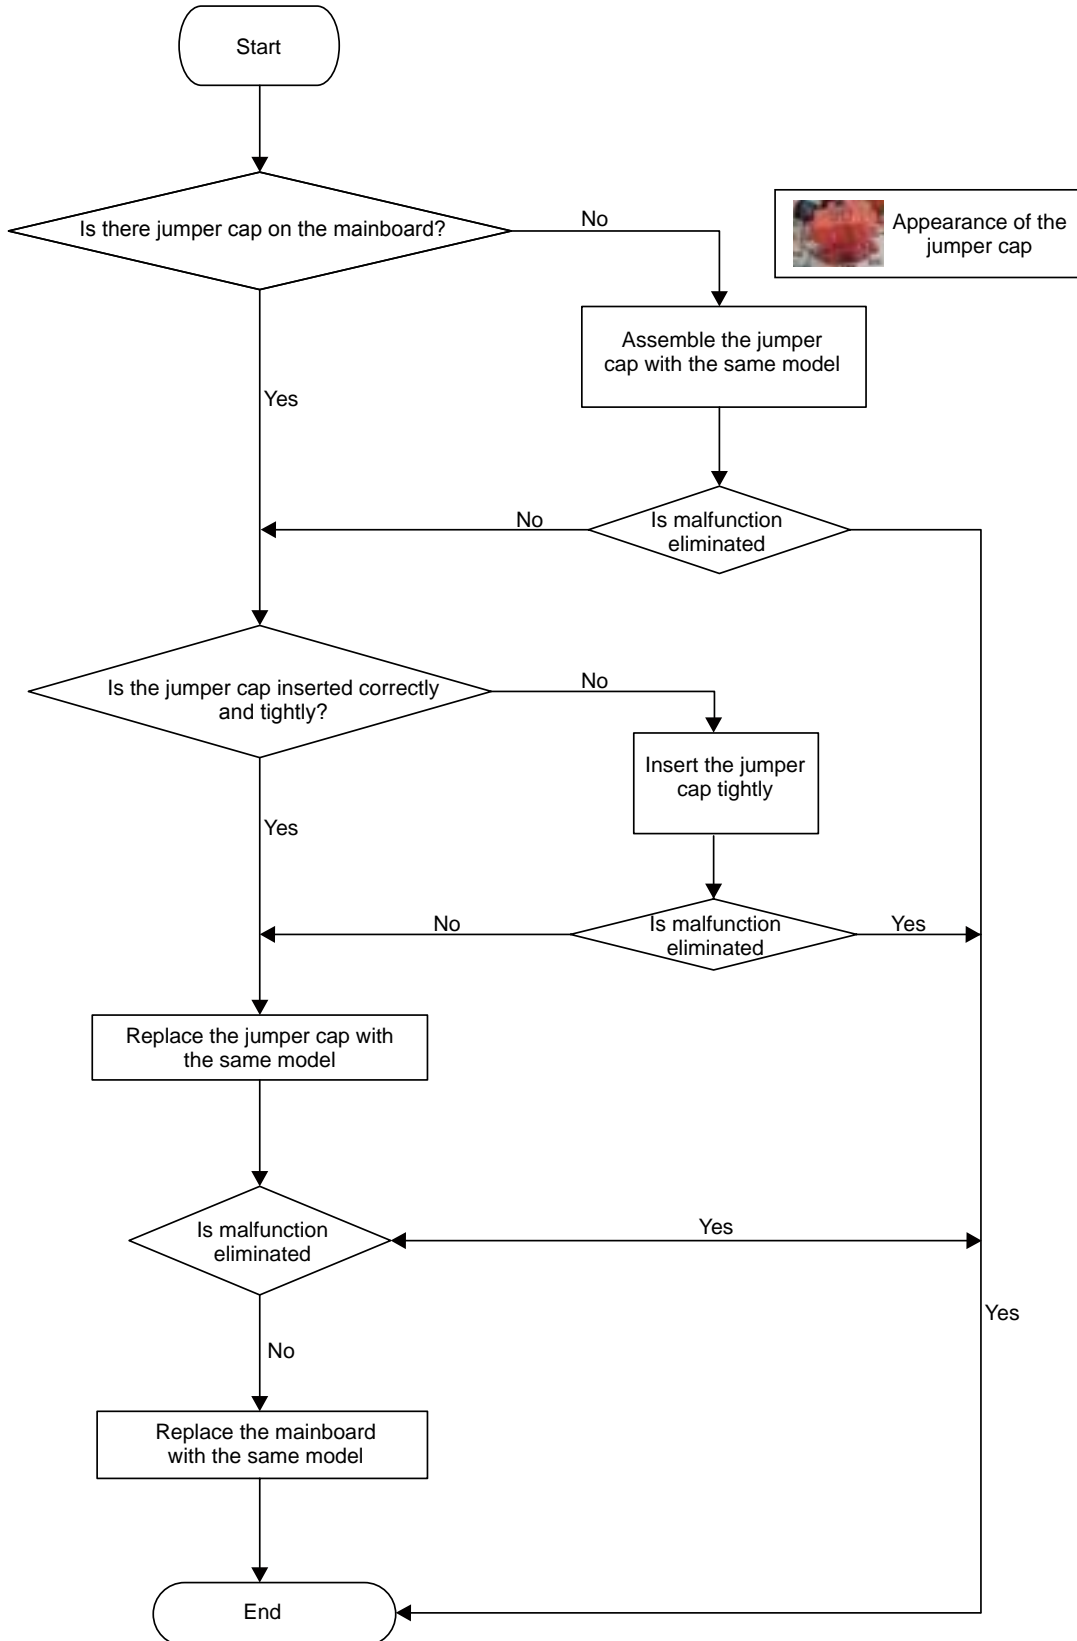 Start
Is there jumper cap on the mainboard?
No
Appearance of the
jumper cap
Assemble the jumper
cap with the same model
Yes
No
Is malfunction
eliminated
Is the jumper cap inserted correctly
and tightly?
No
Insert the jumper
cap tightly
Yes
No
Is malfunction
eliminated
Yes
Replace the jumper cap with
the same model
Is malfunction
eliminated
Yes
Yes
No
Replace the mainboard
with the same model
End